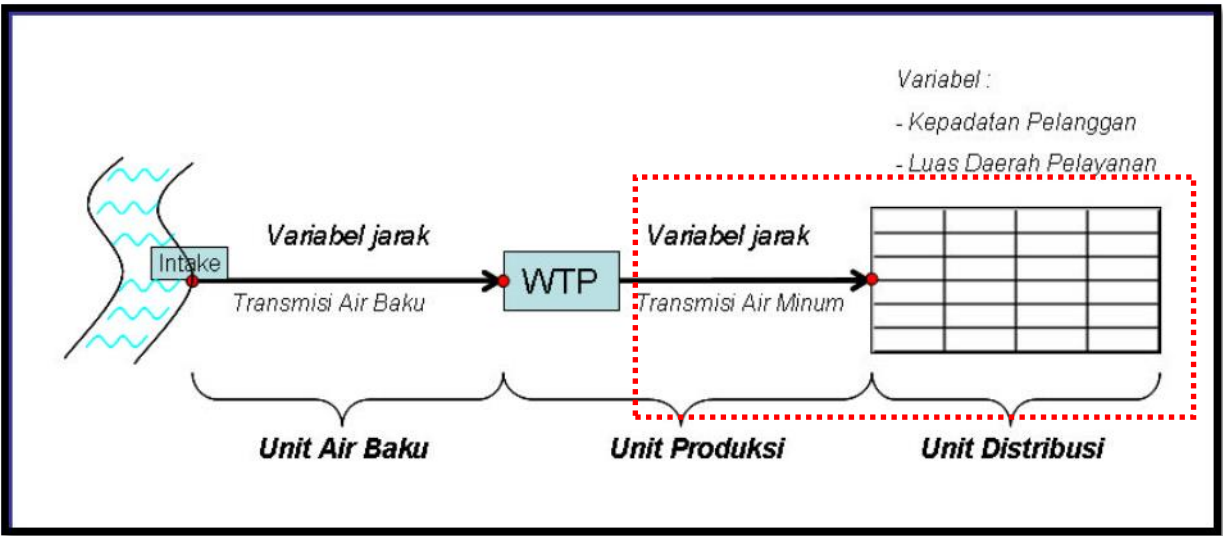 Variabel :
- Kepadatan Pelanggan
- Luas Daerah Pelayanan
Variabel jarak
Variabel jarak
Intake
WTP
Transmisi Air Baku
Transmisi Air Minum
Unit Air Baku
Unit Produksi
Unit Distribusi